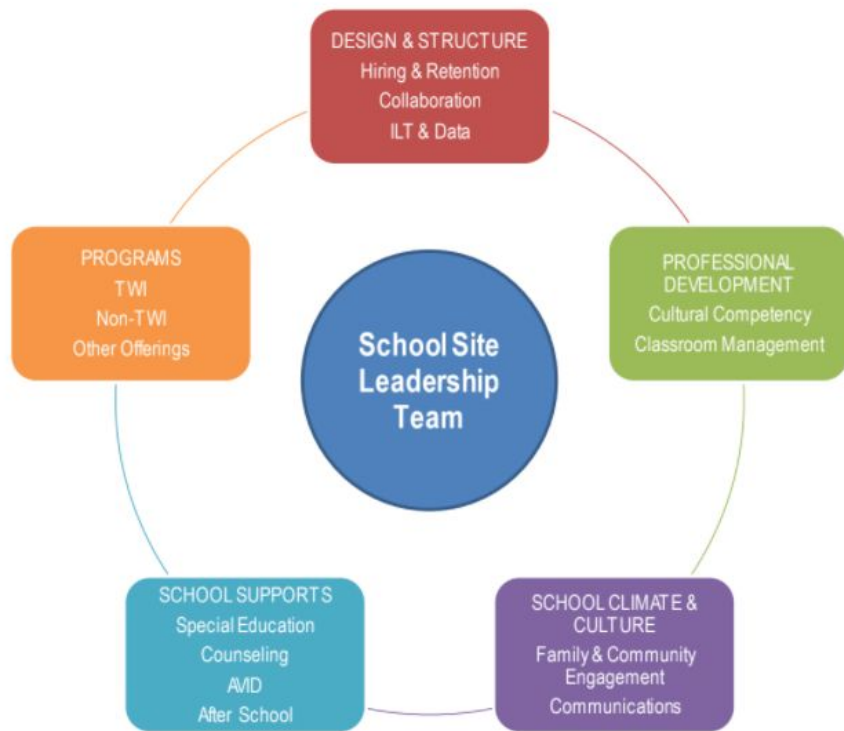 DESIGN & STRUCTURE
Hiring & Retention
Collaboration
ILT & Data
PROGRAMS
TWI
Non-TWI
Other Offerings
PROFESSIONAL
DEVELOPMENT
Cultural Competency
Classroom Management
School Site
Leadership
Team
SCHOOL SUPPORTS
Special Education
Counseling
AVID
After School
SCHOOL CLIMATE &
CULTURE
Family & Community
Engagement
Communications